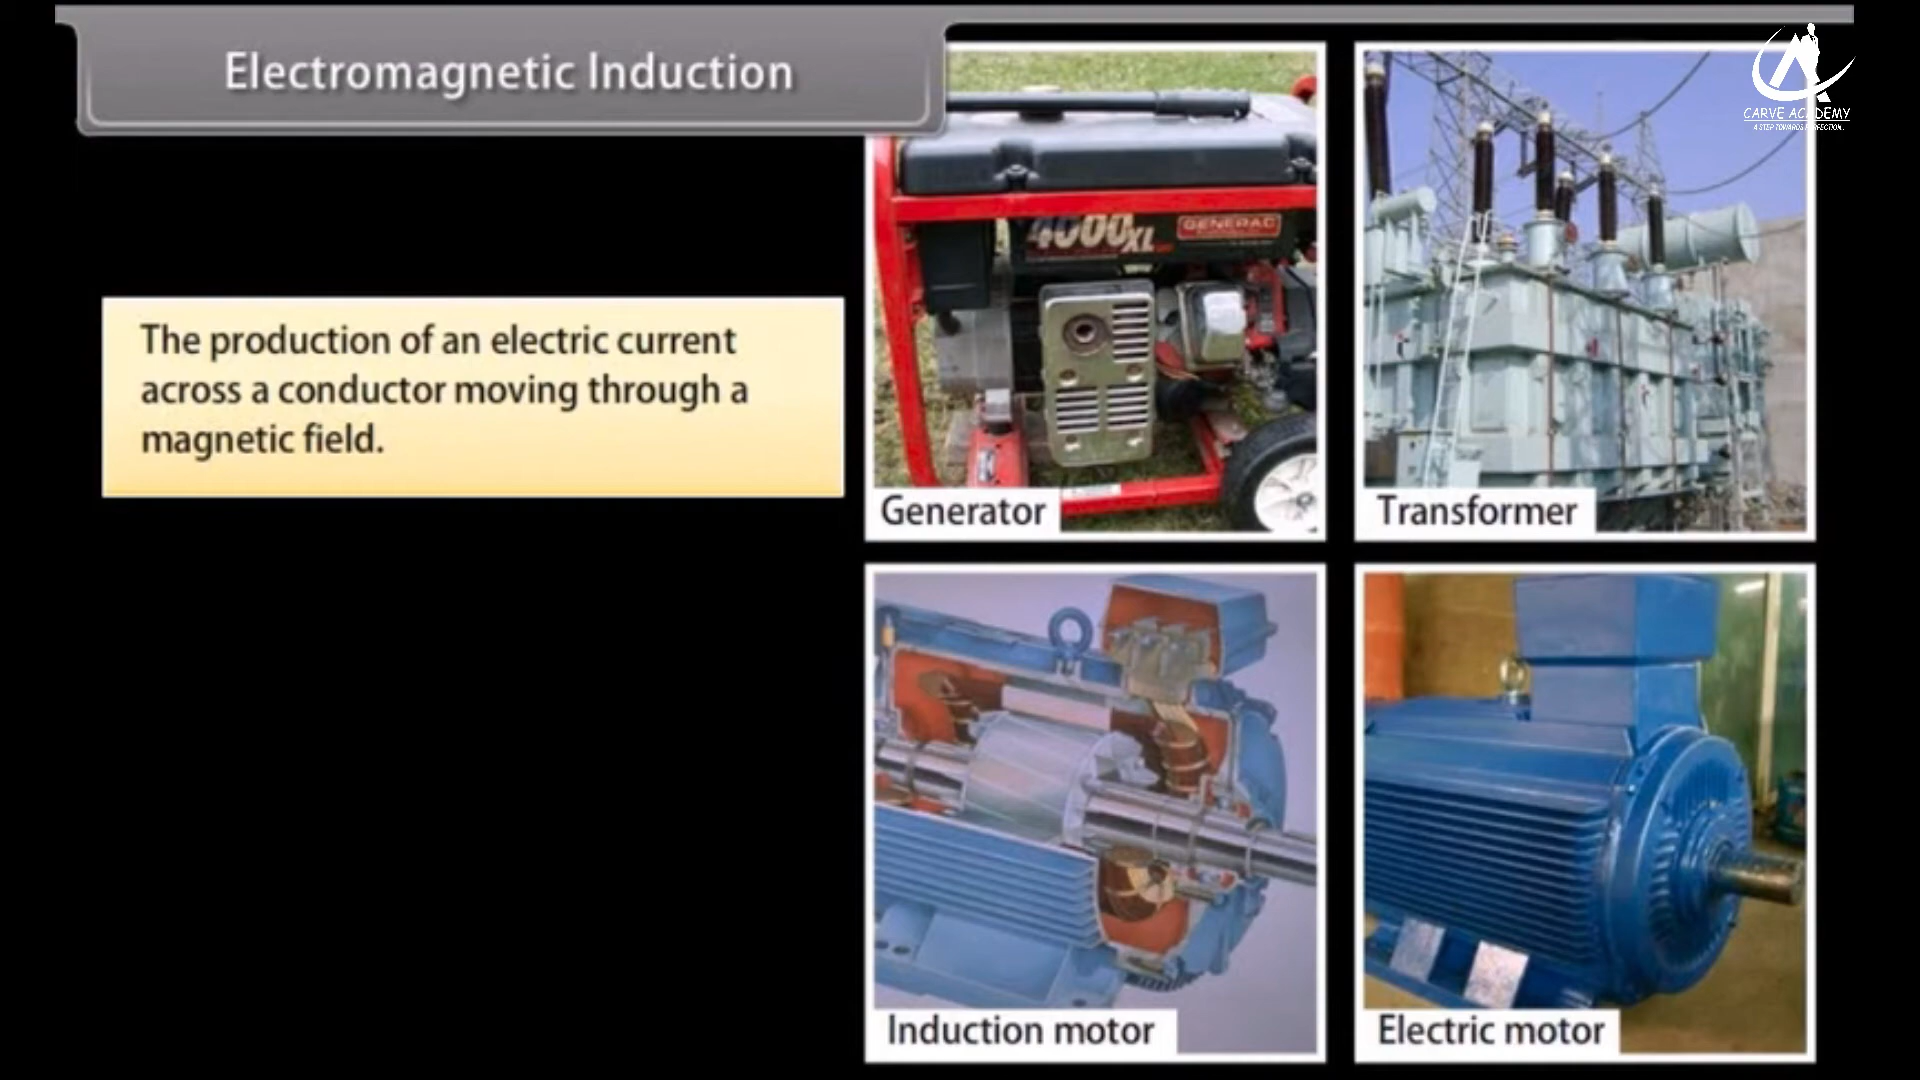 Electromagnetic Induction
CARVE ACADEMY
The production of an electric current
across a conductor moving through a
magnetic field.
4000XL
GENERAC
Generator
Transformer
Induction motor
Electric motor